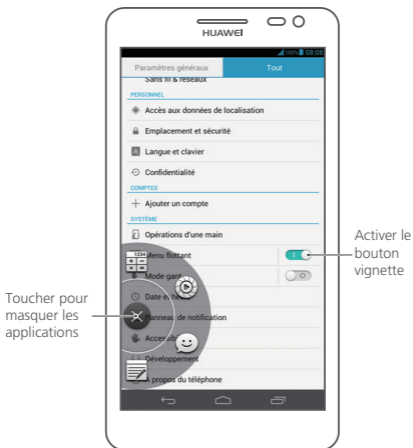 HUAWEI
100% 08:08
Paramètres généraux
Tout
Sans fil & réseaux
PERSONNEL
Accès aux données de localisation
Emplacement et sécurité
A Langue et clavier
Confidentialité
COMPTES
Ajouter un compte
SYSTÈME
Opérations d'une main
1234
Menu flottant
Activer le
bouton
vignette
Mode gant
Date et
Toucher pour
masquer les
applications
Panneau de notification
Développement
À propos du téléphone